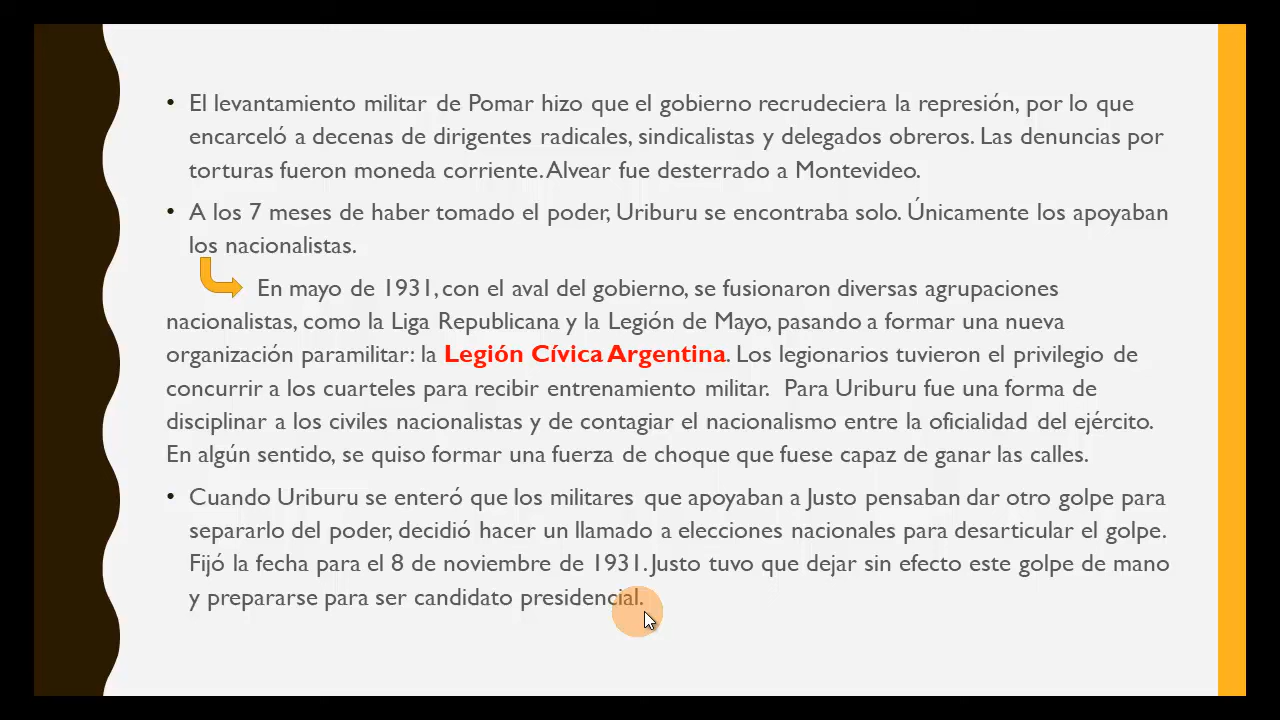 • El levantamiento militar de Pomar hizo que el gobierno recrudeciera la represión, por lo que
encarceló a decenas de dirigentes radicales, sindicalistas y delegados obreros. Las denuncias por
torturas fueron moneda corriente. Alvear fue desterrado a Montevideo.
• A los 7 meses de haber tomado el poder, Uriburu se encontraba solo. Únicamente los apoyaban
los nacionalistas.
En mayo de 1931, con el aval del gobierno, se fusionaron diversas agrupaciones
nacionalistas, como la Liga Republicana y la Legión de Mayo, pasando a formar una nueva
organización paramilitar: la Legión Cívica Argentina. Los legionarios tuvieron el privilegio de
concurrir a los cuarteles para recibir entrenamiento militar. Para Uriburu fue una forma de
disciplinar a los civiles nacionalistas y de contagiar el nacionalismo entre la oficialidad del ejército.
En algún sentido, se quiso formar una fuerza de choque que fuese capaz de ganar las calles.
• Cuando Uriburu se enteró que los militares que apoyaban a Justo pensaban dar otro golpe para
separarlo del poder, decidió hacer un llamado a elecciones nacionales para desarticular el golpe.
Fijó la fecha para el 8 de noviembre de 1931. Justo tuvo que dejar sin efecto este golpe de mano
y prepararse para ser candidato presidencial.